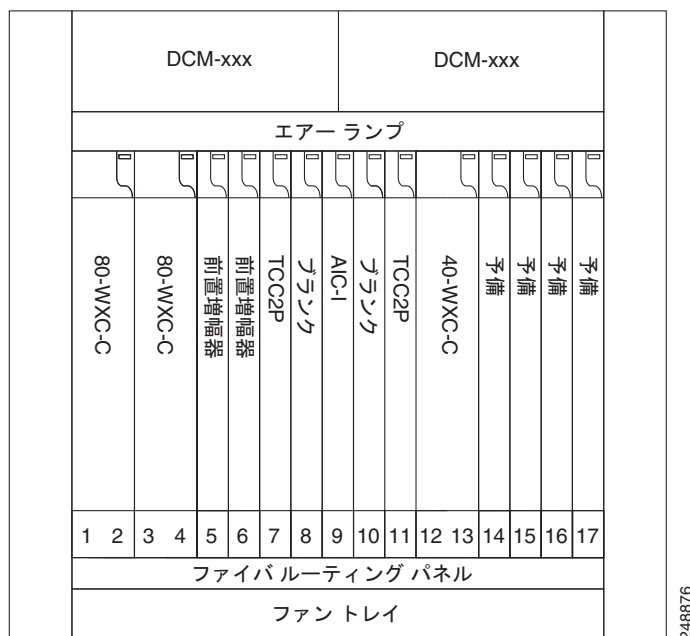 DCM-xxx
DCM-xxx
エアー ランプ
80-WXC-C
80-WXC-C
前置増幅器
前置増幅器
TCC2P
ブランク
AIC-I
ブランク
TCC2P
40-WXC-C
予備
予備
予備
予備
1 2 3 4 5 6 7 8 9 10 11 12 13 14 15 16 17
ファイバ ルーティング パネル
ファン トレイ
248876